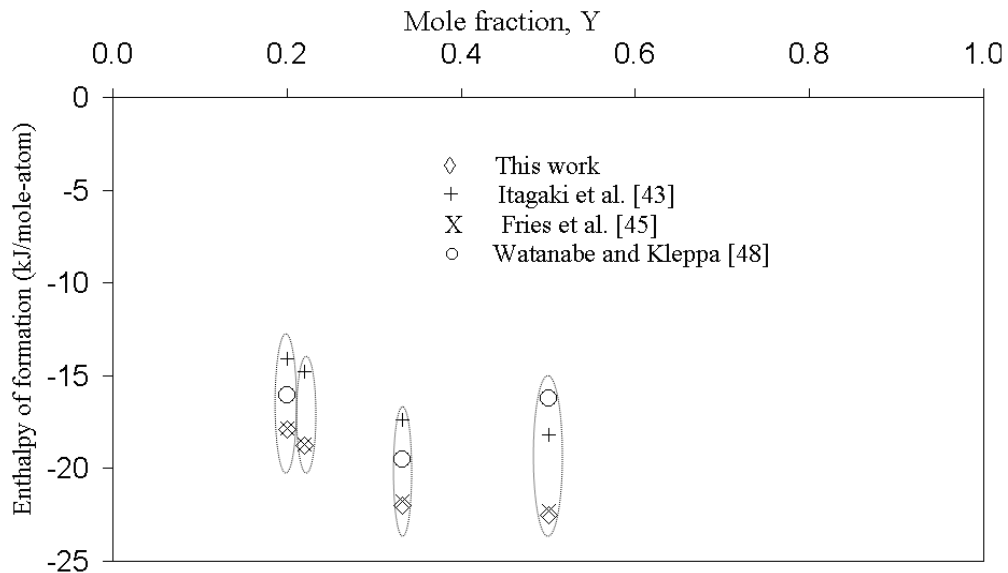 Mole fraction, Y
0.0 0.2 0.4 0.6 0.8 1.0
Enthalpy of formation (kJ/mole-atom)
0
-5
-10
-15
-20
-25
This work
Itagaki et al. [43]
X Fries et al. [45]
Watanabe and Kleppa [48]